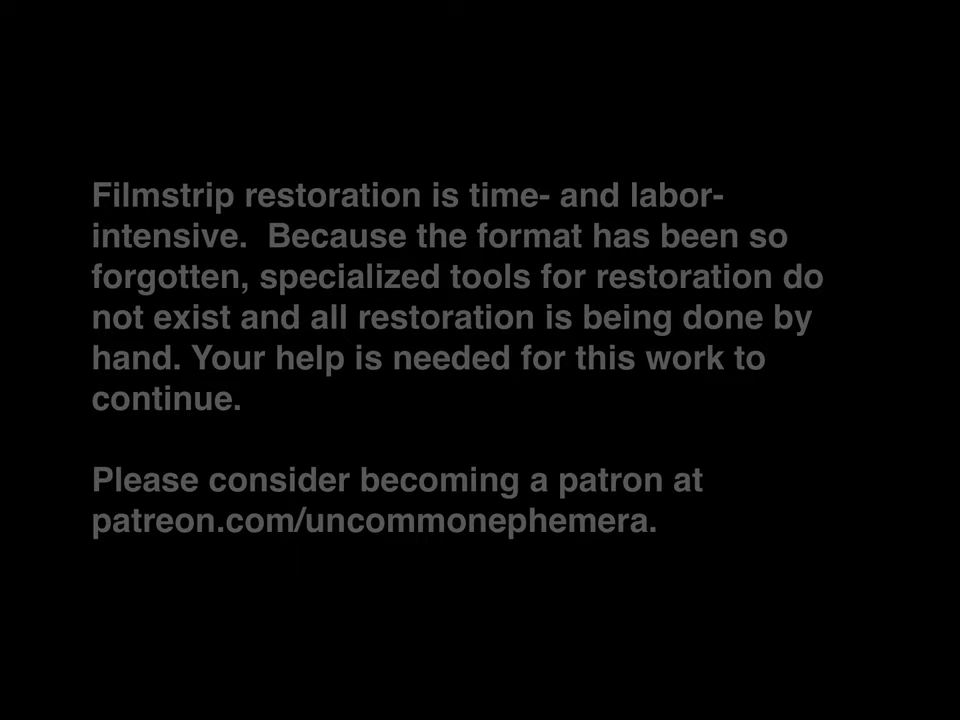 Filmstrip restoration is time- and labor-
intensive.  Because the format has been so
forgotten, specialized tools for restoration do
not exist and all restoration is being done by
hand. Your help is needed for this work to
continue.
Please consider becoming a patron at
patreon.com/uncommonephemera.